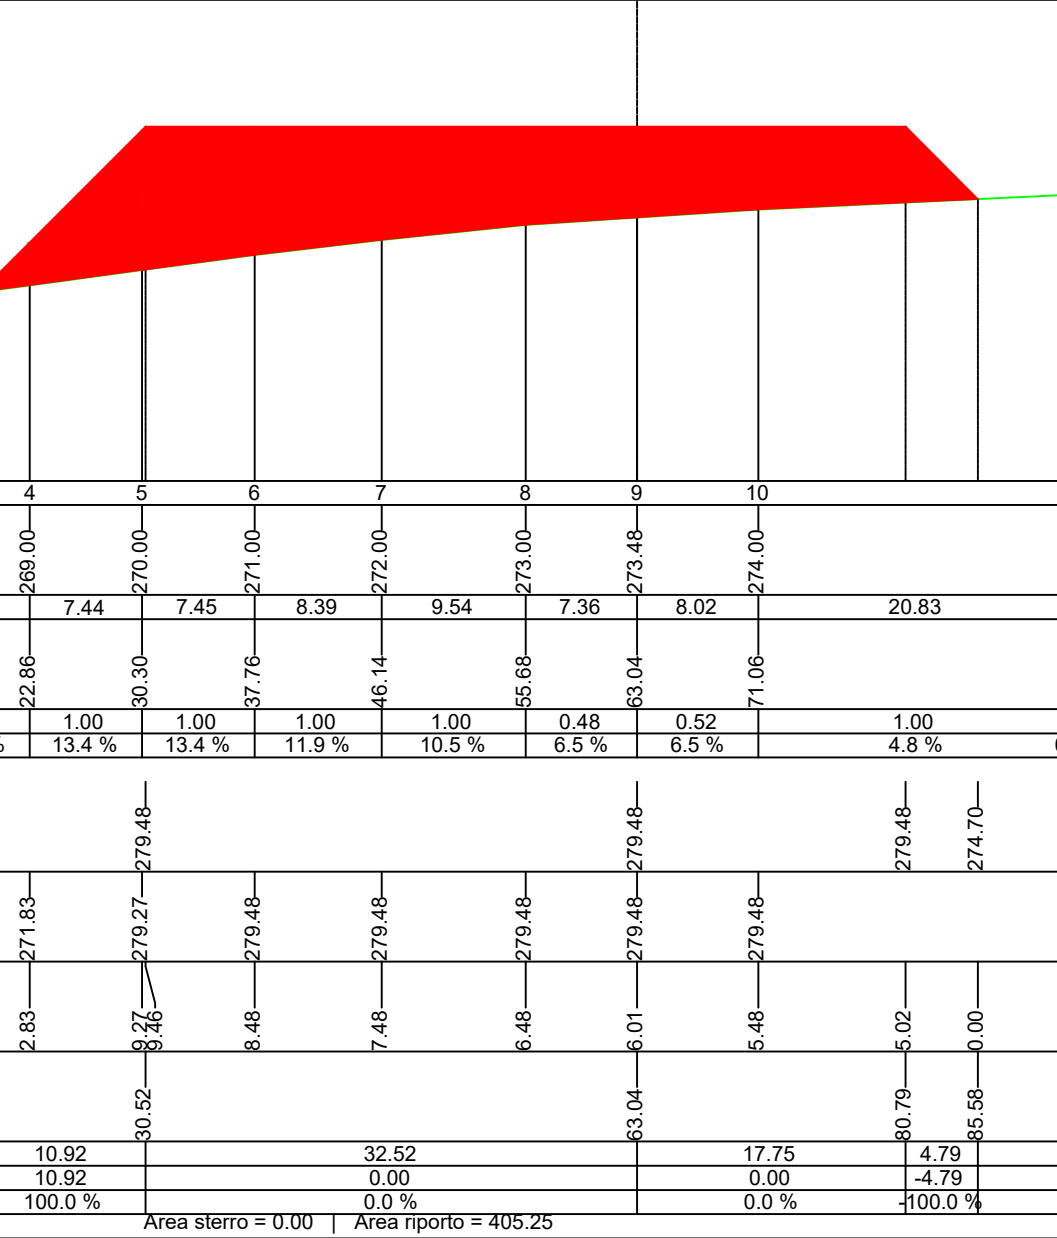 4 5 6 7 8 9 10
269.00 270.00 271.00 272.00 273.00 273.48 274.00
7.44 7.45 8.39 9.54 7.36 8.02 20.83
22.86 30.30 37.76 46.14 55.68 63.04 71.06
1.00 1.00 1.00 1.00 0.48 0.52 1.00
% 13.4 % 13.4 % 11.9 % 10.5 % 6.5 % 6.5 % 4.8 %
279.48 279.48 279.48 274.70
271.83 279.27 279.48 279.48 279.48 279.48 279.48
2.83 9.27 9.46 8.48 7.48 6.48 6.01 5.48 5.02 0.00
30.52 63.04 80.79 85.58
10.92 32.52 17.75 4.79
10.92 0.00 0.00 -4.79
100.0 % 0.0 % 0.0 % -100.0 %
Area sterro = 0.00 | Area riporto = 405.25